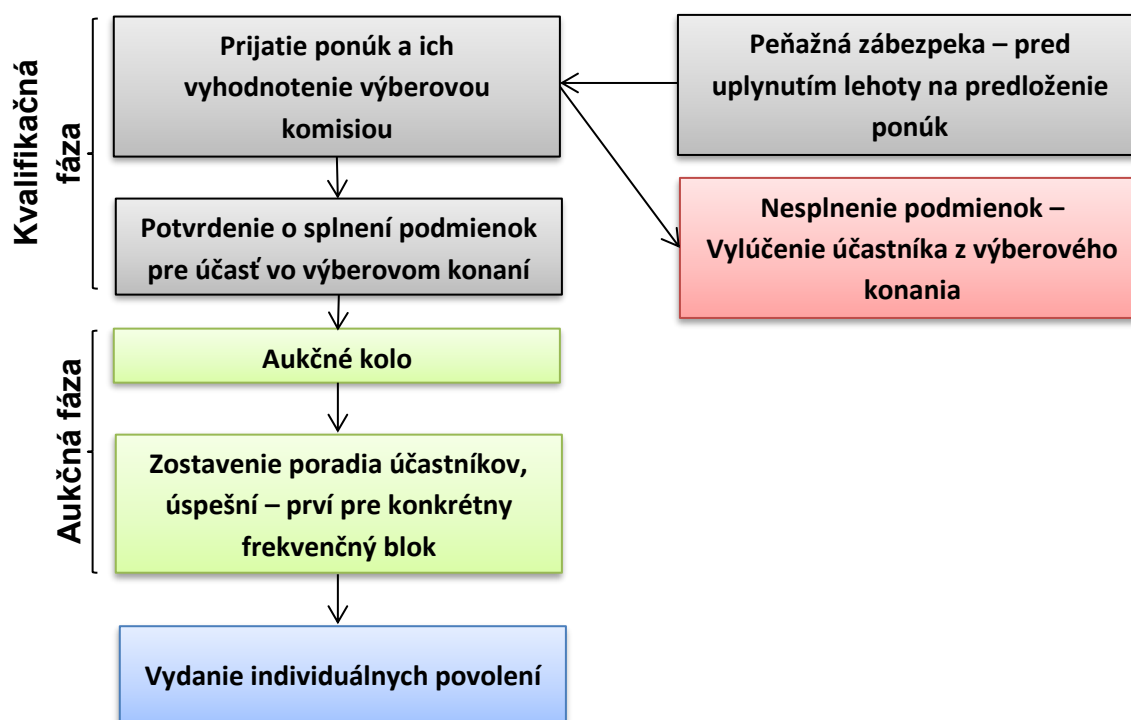 Kvalifikačná
fáza
Prijatie ponúk a ich
vyhodnotenie výberovou
komisiou
Peňažná zábezpeka – pred
uplynutím lehoty na predloženie
ponúk
Potvrdenie o splnení podmienok
pre účasť vo výberovom konaní
Nesplnenie podmienok –
Vylúčenie účastníka z výberového
konania
Aukčná fáza
Aukčné kolo
Zostavenie poradia účastníkov,
úspešní – prví pre konkrétny
frekvenčný blok
Vydanie individuálnych povolení